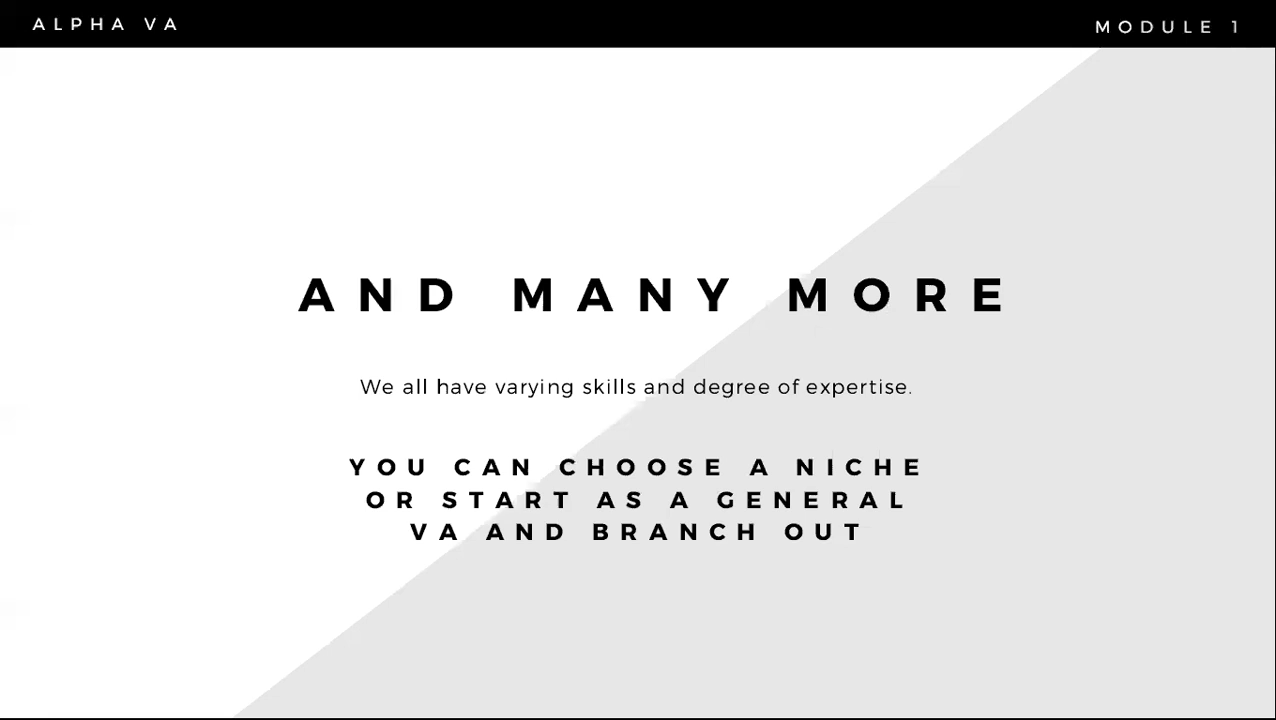 ALPHA VA
MODULE 1
AND MANY MORE
We all have varying skills and degree of expertise.
YOU CAN CHOOSE A NICHE
OR START AS A GENERAL
VA AND BRANCH OUT